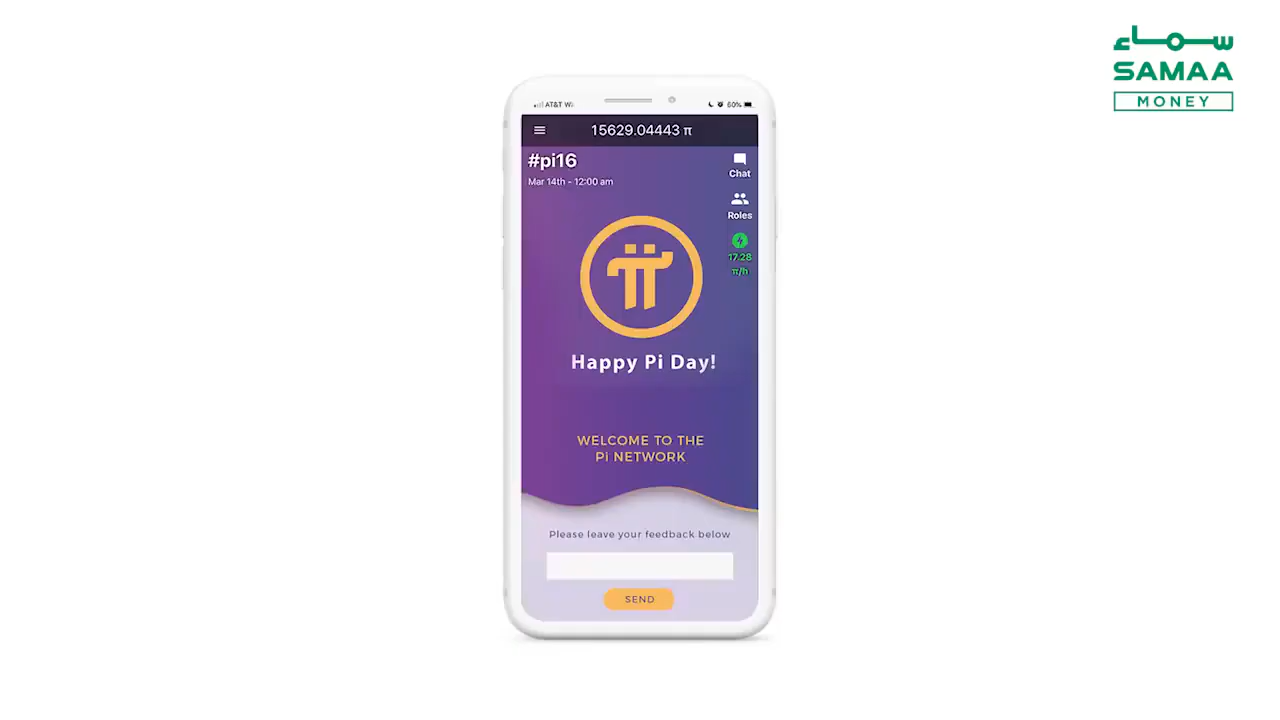 سماء
SAMAA
MONEY
AT&T Wi
60%
15629.04443 π
#pi16
Mar 14th - 12:00 am
Chat
Roles
17.28
π/h
Happy Pi Day!
WELCOME TO THE
Pi NETWORK
Please leave your feedback below
SEND